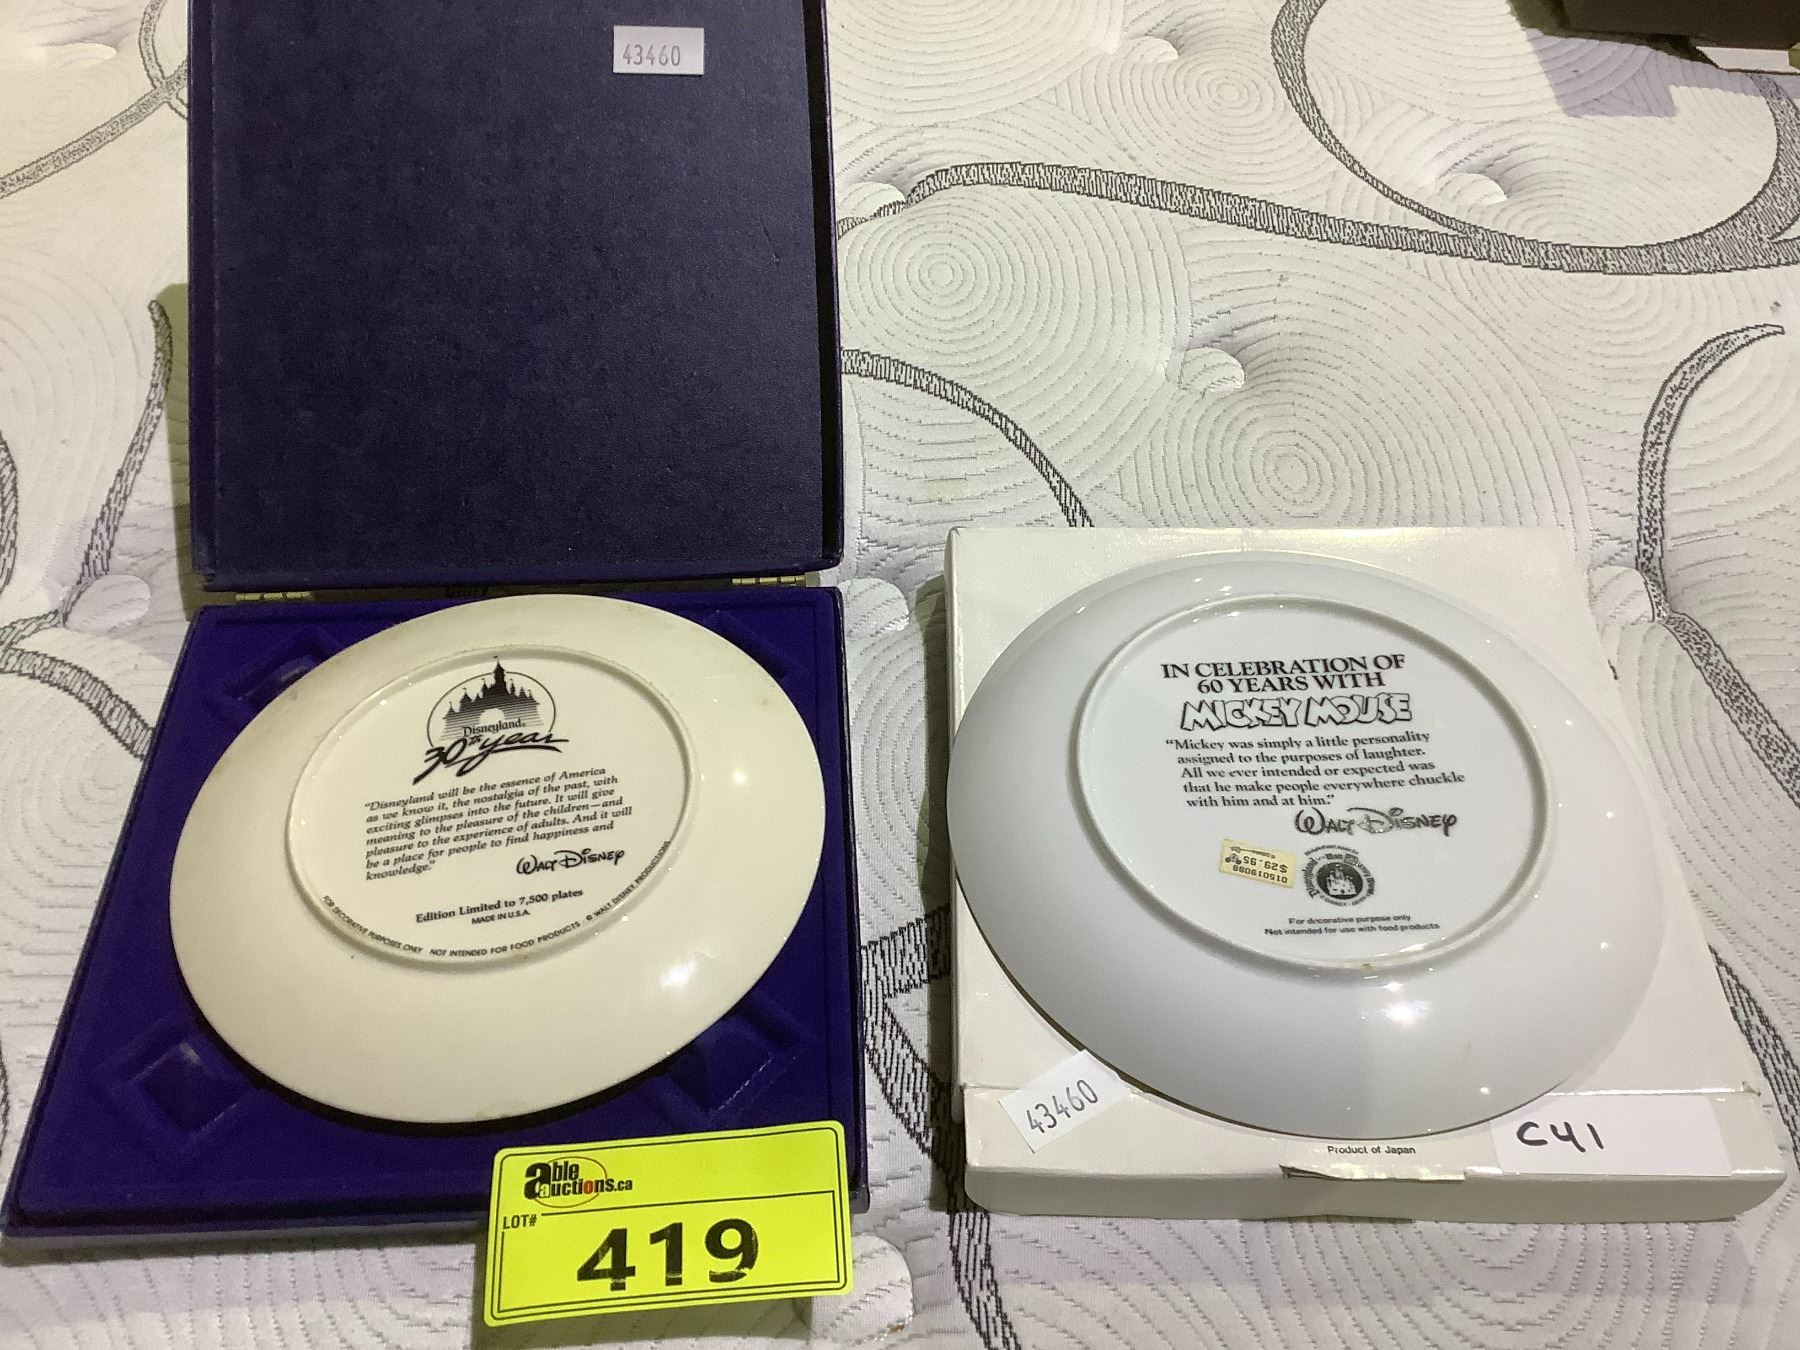 43460
Disneyland®
30th year
"Disneyland will be the essence of America
as we know it, the nostalgia of the past, with
exciting glimpses into the future. It will give
meaning to the pleasure of the children—and
pleasure to the experience of adults. And it will
be a place for people to find happiness and
knowledge."
Walt Disney
Edition Limited to 7,500 plates
MADE IN U.S.A.
FOR DECORATIVE PURPOSES ONLY NOT INTENDED FOR FOOD PRODUCTS © WALT DISNEY PRODUCTIONS
able
auctions.ca
LOT#
419
IN CELEBRATION OF
60 YEARS WITH
MICKEY MOUSE
"Mickey was simply a little personality
assigned to the purposes of laughter.
All we ever intended or expected was
that he make people everywhere chuckle
with him and at him."
Walt Disney
015019088
$29.95
Disneyland
For decorative purpose only
Not intended for use with food products
43460
Product of Japan
C41